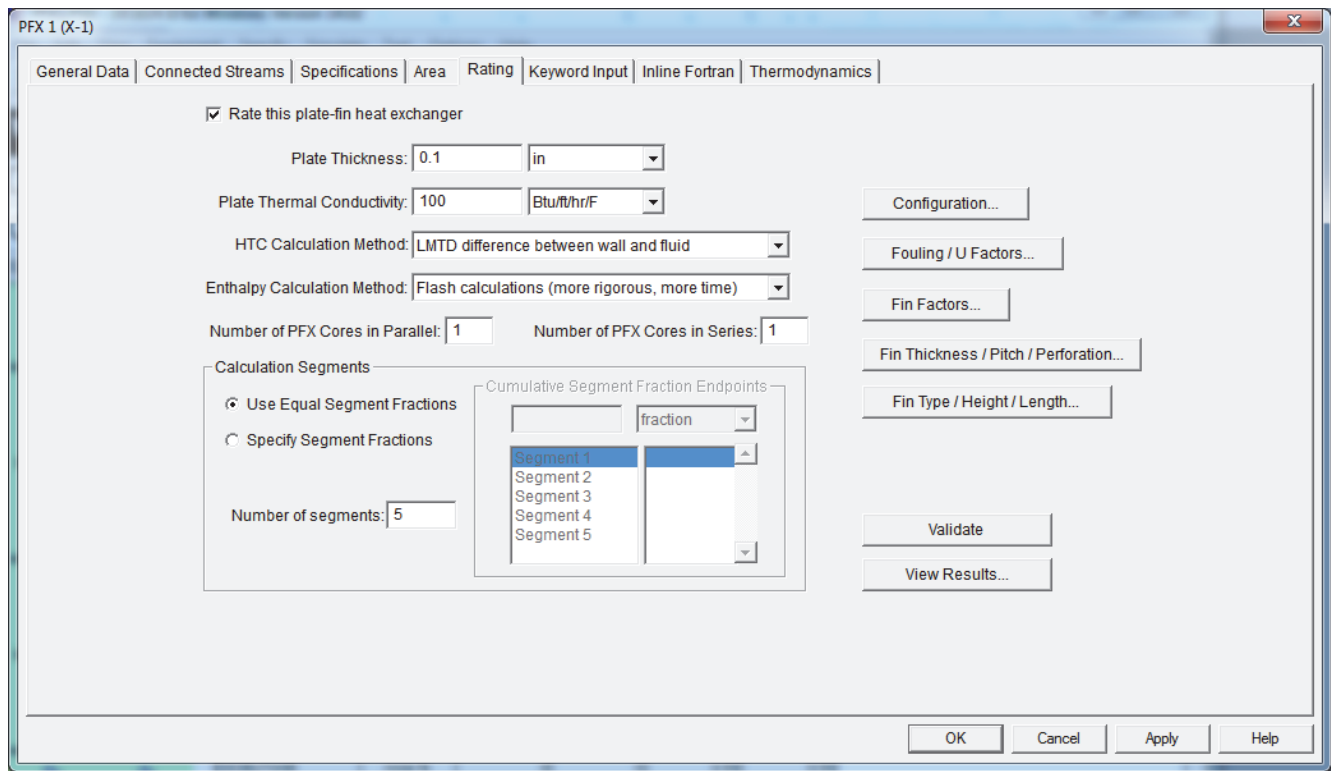 PFX 1 (X-1)
General Data Connected Streams Specifications Area Rating Keyword Input Inline Fortran Thermodynamics
Rate this plate-fin heat exchanger
Plate Thickness: 0.1 in
Plate Thermal Conductivity: 100 Btu/ft/hr/F
HTC Calculation Method: LMTD difference between wall and fluid
Enthalpy Calculation Method: Flash calculations (more rigorous, more time)
Number of PFX Cores in Parallel: 1 Number of PFX Cores in Series: 1
Calculation Segments
Use Equal Segment Fractions
Specify Segment Fractions
Number of segments: 5
Cumulative Segment Fraction Endpoints
fraction
Segment 1
Segment 2
Segment 3
Segment 4
Segment 5
Configuration...
Fouling / U Factors...
Fin Factors...
Fin Thickness / Pitch / Perforation...
Fin Type / Height / Length...
Validate
View Results...
OK Cancel Apply Help